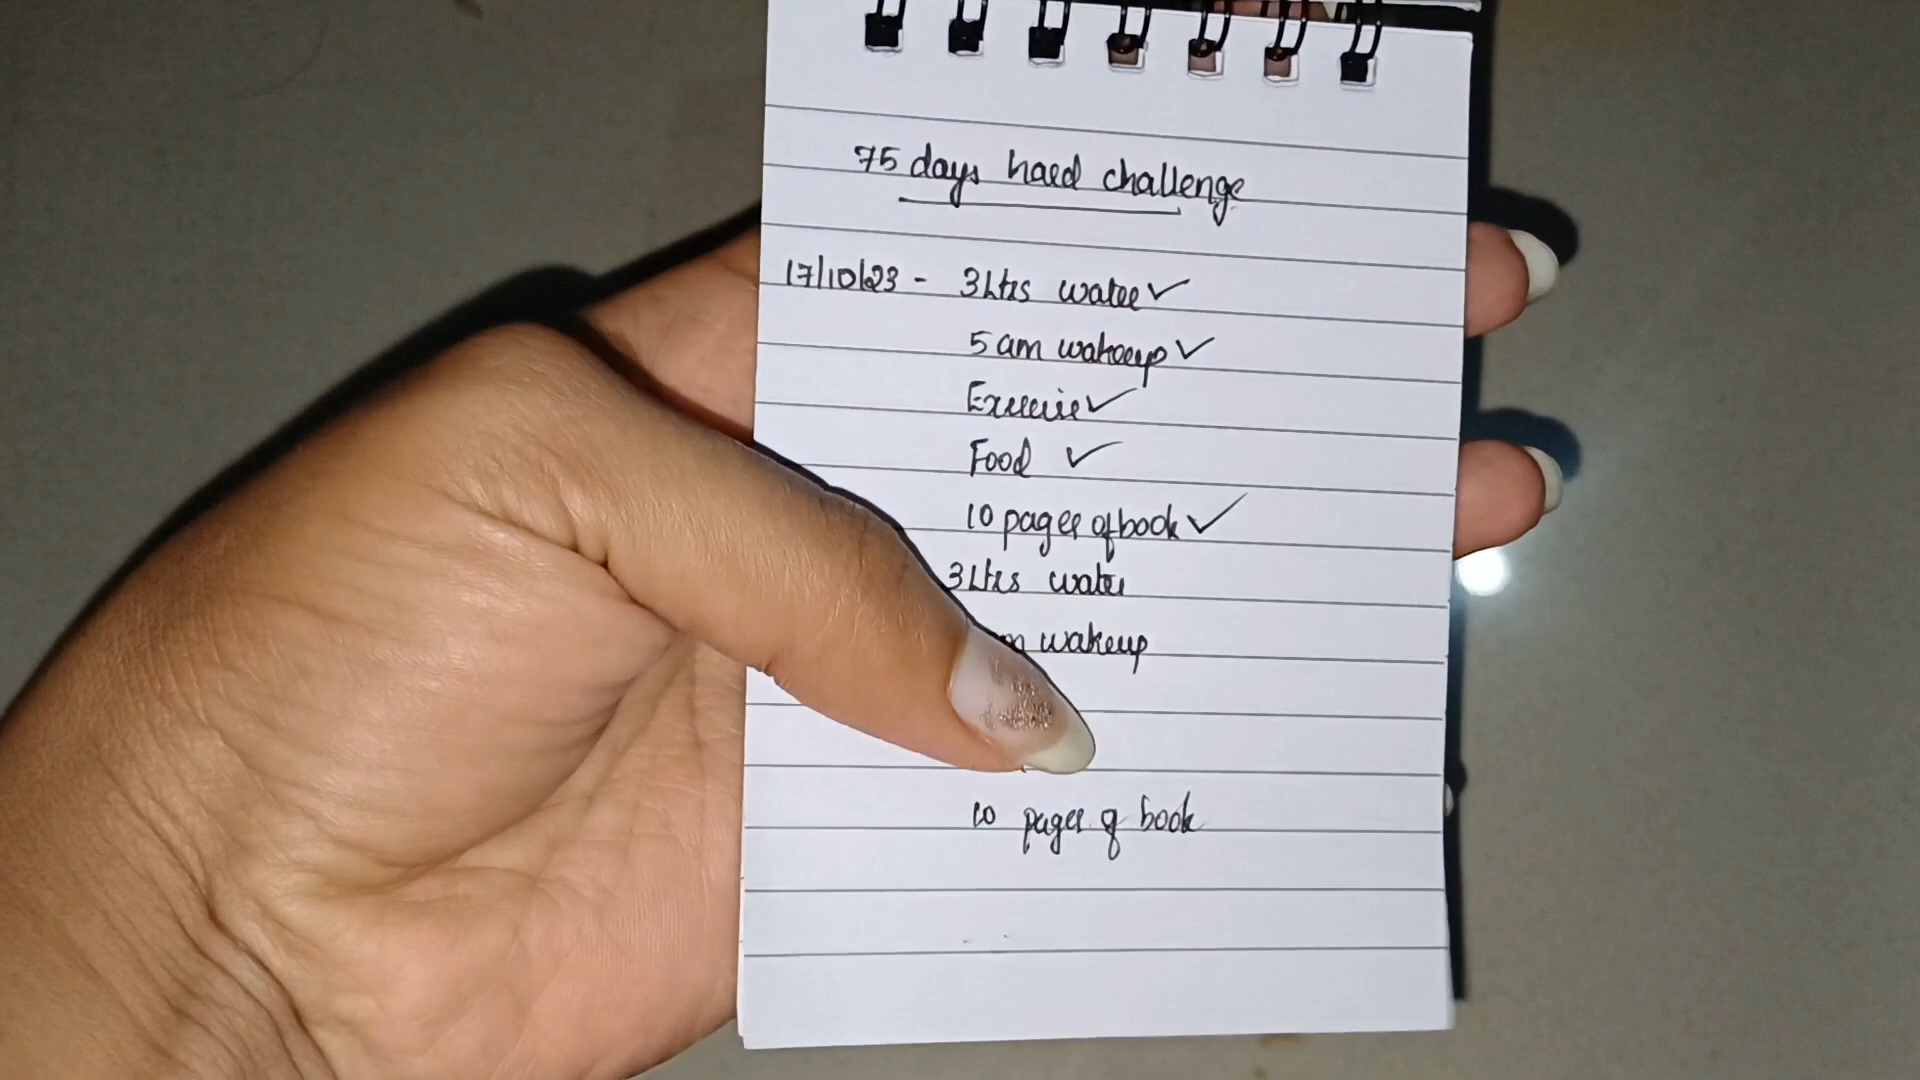 75 days hard challenge
17/10/23 - 3Ltrs water ✓
5 am wakeup ✓
Exercise ✓
Food ✓
10 pages of book ✓
3Ltrs water
wakeup
10 pages of book